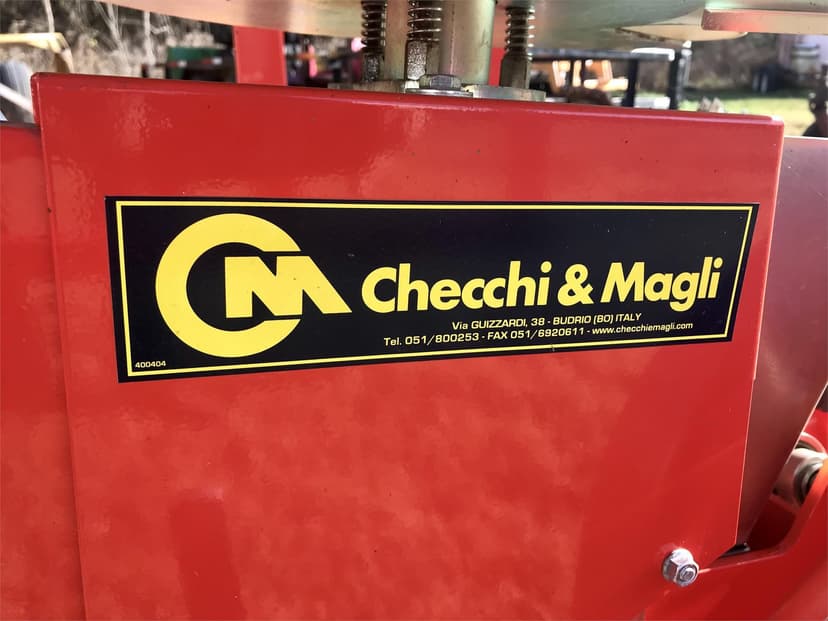 CM Checchi & Magli
Via GUIZZARDI, 38 - BUDRIO (BO) ITALY
Tel. 051/800253 - FAX 051/6920611 - www.checchiemagli.com
400404